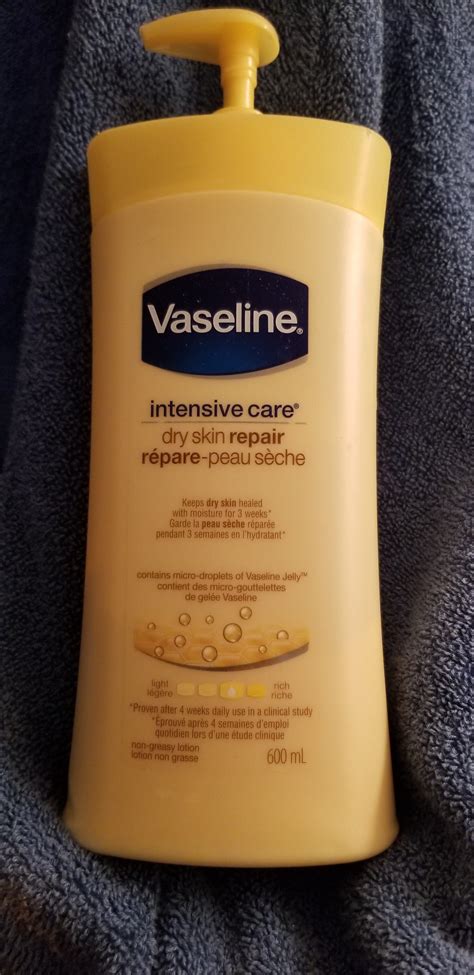 Vaseline®
intensive care®
dry skin repair
répare-peau sèche
Keeps dry skin healed
with moisture for 3 weeks*
Garde la peau sèche réparée
pendant 3 semaines en l'hydratant*
contains micro-droplets of Vaseline Jelly™
contient des micro-gouttelettes
de gelée Vaseline
light rich
légère riche
*Proven after 4 weeks daily use in a clinical study
*Éprouvé après 4 semaines d'emploi
quotidien lors d'une étude clinique
non-greasy lotion
lotion non grasse 600 mL